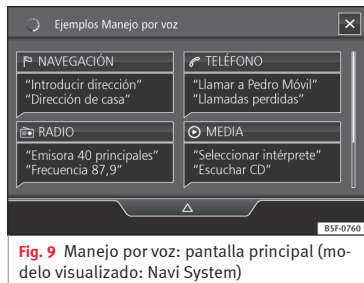 Ejemplos Manejo por voz
NAVEGACIÓN
"Introducir dirección"
"Dirección de casa"
TELÉFONO
"Llamar a Pedro Móvil"
"Llamadas perdidas"
RADIO
"Emisora 40 principales"
"Frecuencia 87,9"
MEDIA
"Seleccionar intérprete"
"Escuchar CD"
B5F-0760
Fig. 9 Manejo por voz: pantalla principal (mo-
delo visualizado: Navi System)